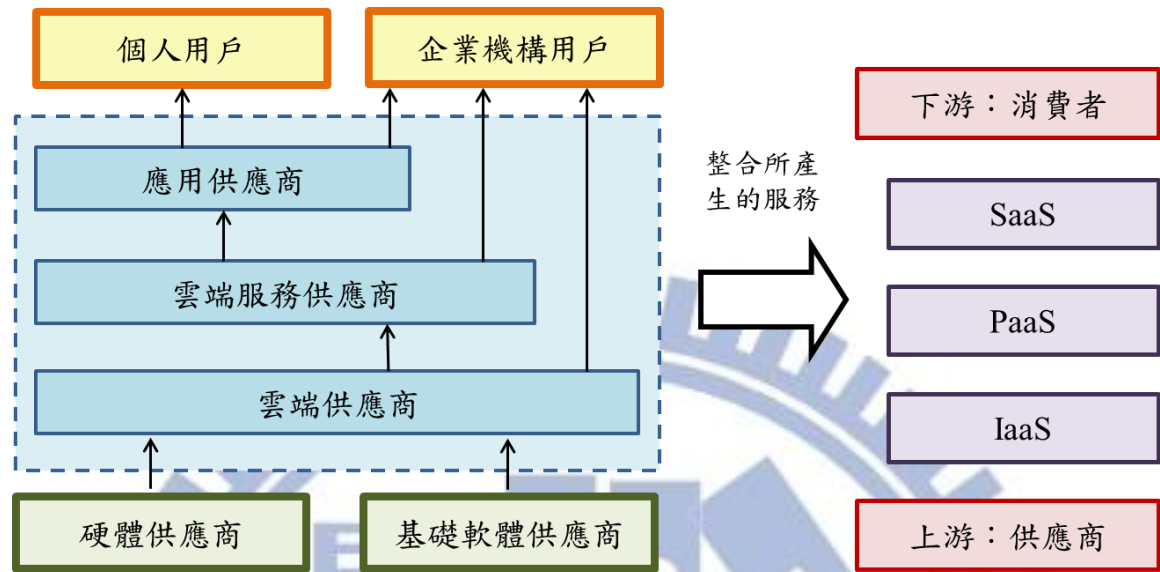 個人用戶
企業機構用戶
應用供應商
雲端服務供應商
雲端供應商
硬體供應商
基礎軟體供應商
整合所產
生的服務
下游：消費者
SaaS
PaaS
IaaS
上游：供應商